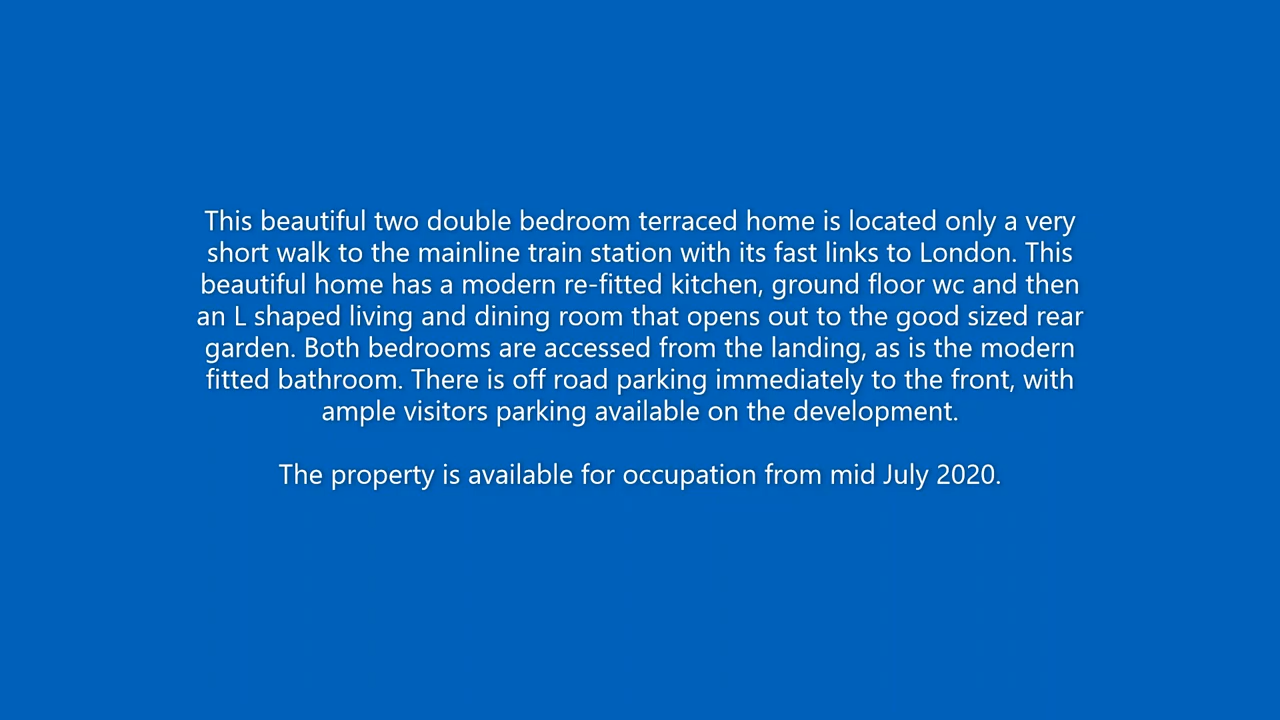 This beautiful two double bedroom terraced home is located only a very
short walk to the mainline train station with its fast links to London. This
beautiful home has a modern re-fitted kitchen, ground floor wc and then
an L shaped living and dining room that opens out to the good sized rear
garden. Both bedrooms are accessed from the landing, as is the modern
fitted bathroom. There is off road parking immediately to the front, with
ample visitors parking available on the development.
The property is available for occupation from mid July 2020.